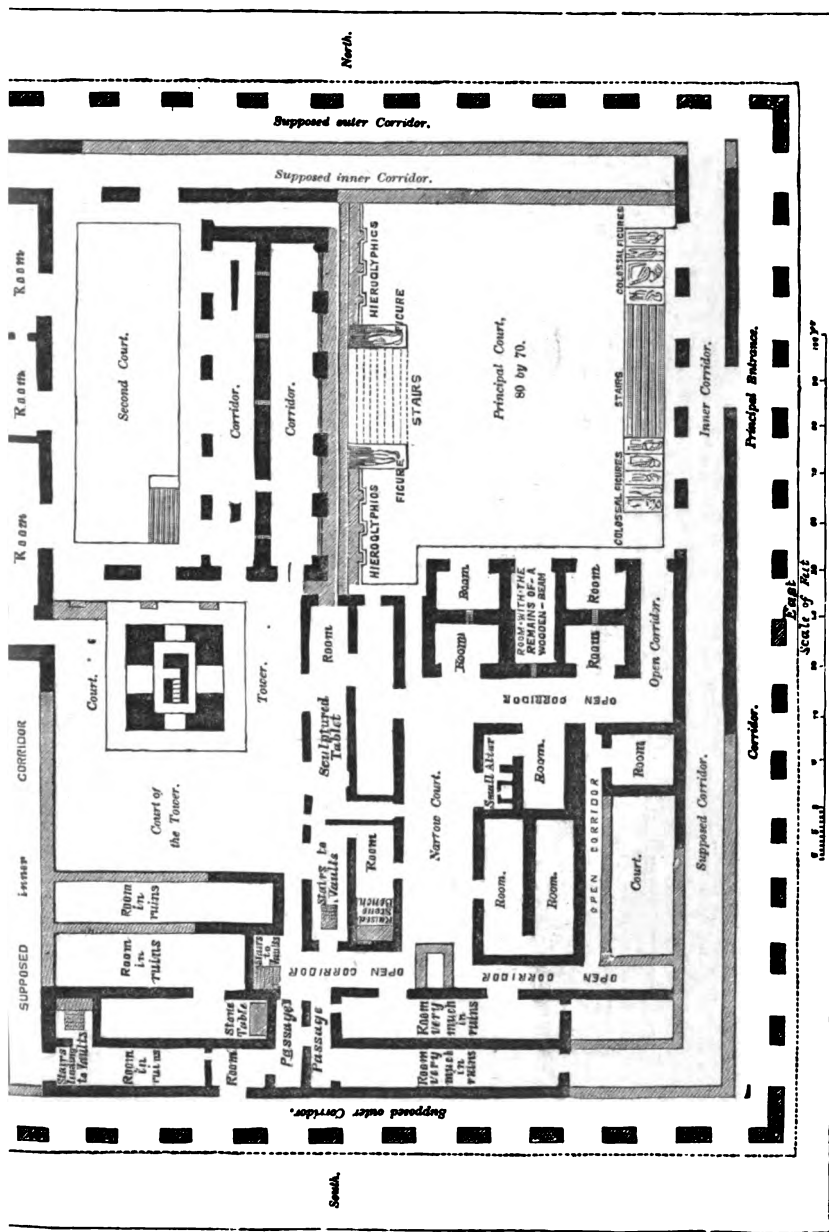 North.
Supposed outer Corridor.
Supposed inner Corridor.
Room
Room
Room
Second Court.
Corridor.
Corridor.
HIERUGLYPHICS
FIGURE
STAIRS
FIGURE
HIEROGLYPHIOS
Principal Court,
80 by 70.
COLOSSAL FIGURES
STAIRS
COLOSSAL FIGURES
Inner Corridor.
Principal Entrance.
East
Scale of Feet
Court.
Tower.
Court of
the Tower.
Room
Sculptured
Tablet
Room
Room
ROOM-WITH-THE
REMAINS OF-A
WOODEN-BEAM
Room
Room
Open Corridor.
OPEN CORRIDOR
Narrow Court.
Small Altar
Room.
Room
Room.
Room.
OPEN CORRIDOR
Court.
Supposed Corridor.
Corridor.
SUPPOSED inner CORRIDOR
Room
in
ruins
Room
in
ruins
Stairs to
Vaults
Room
Raised
Stone
Bench.
Stairs
to
Vaults
OPEN CORRIDOR
OPEN CORRIDOR
OPEN
Stairs
leading
to Vaults
Room
in
ruins
Room
Stone
Table
Passage
Passage
Room
very
much
in
ruins
Room
very
much
in
ruins
Supposed outer Corridor.
South.